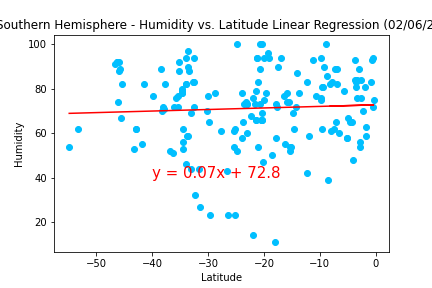 Southern Hemisphere - Humidity vs. Latitude Linear Regression (02/06/2
100
80
60
40
20
Humidity
y = 0.07x + 72.8
−50
−40
−30
−20
−10
0
Latitude